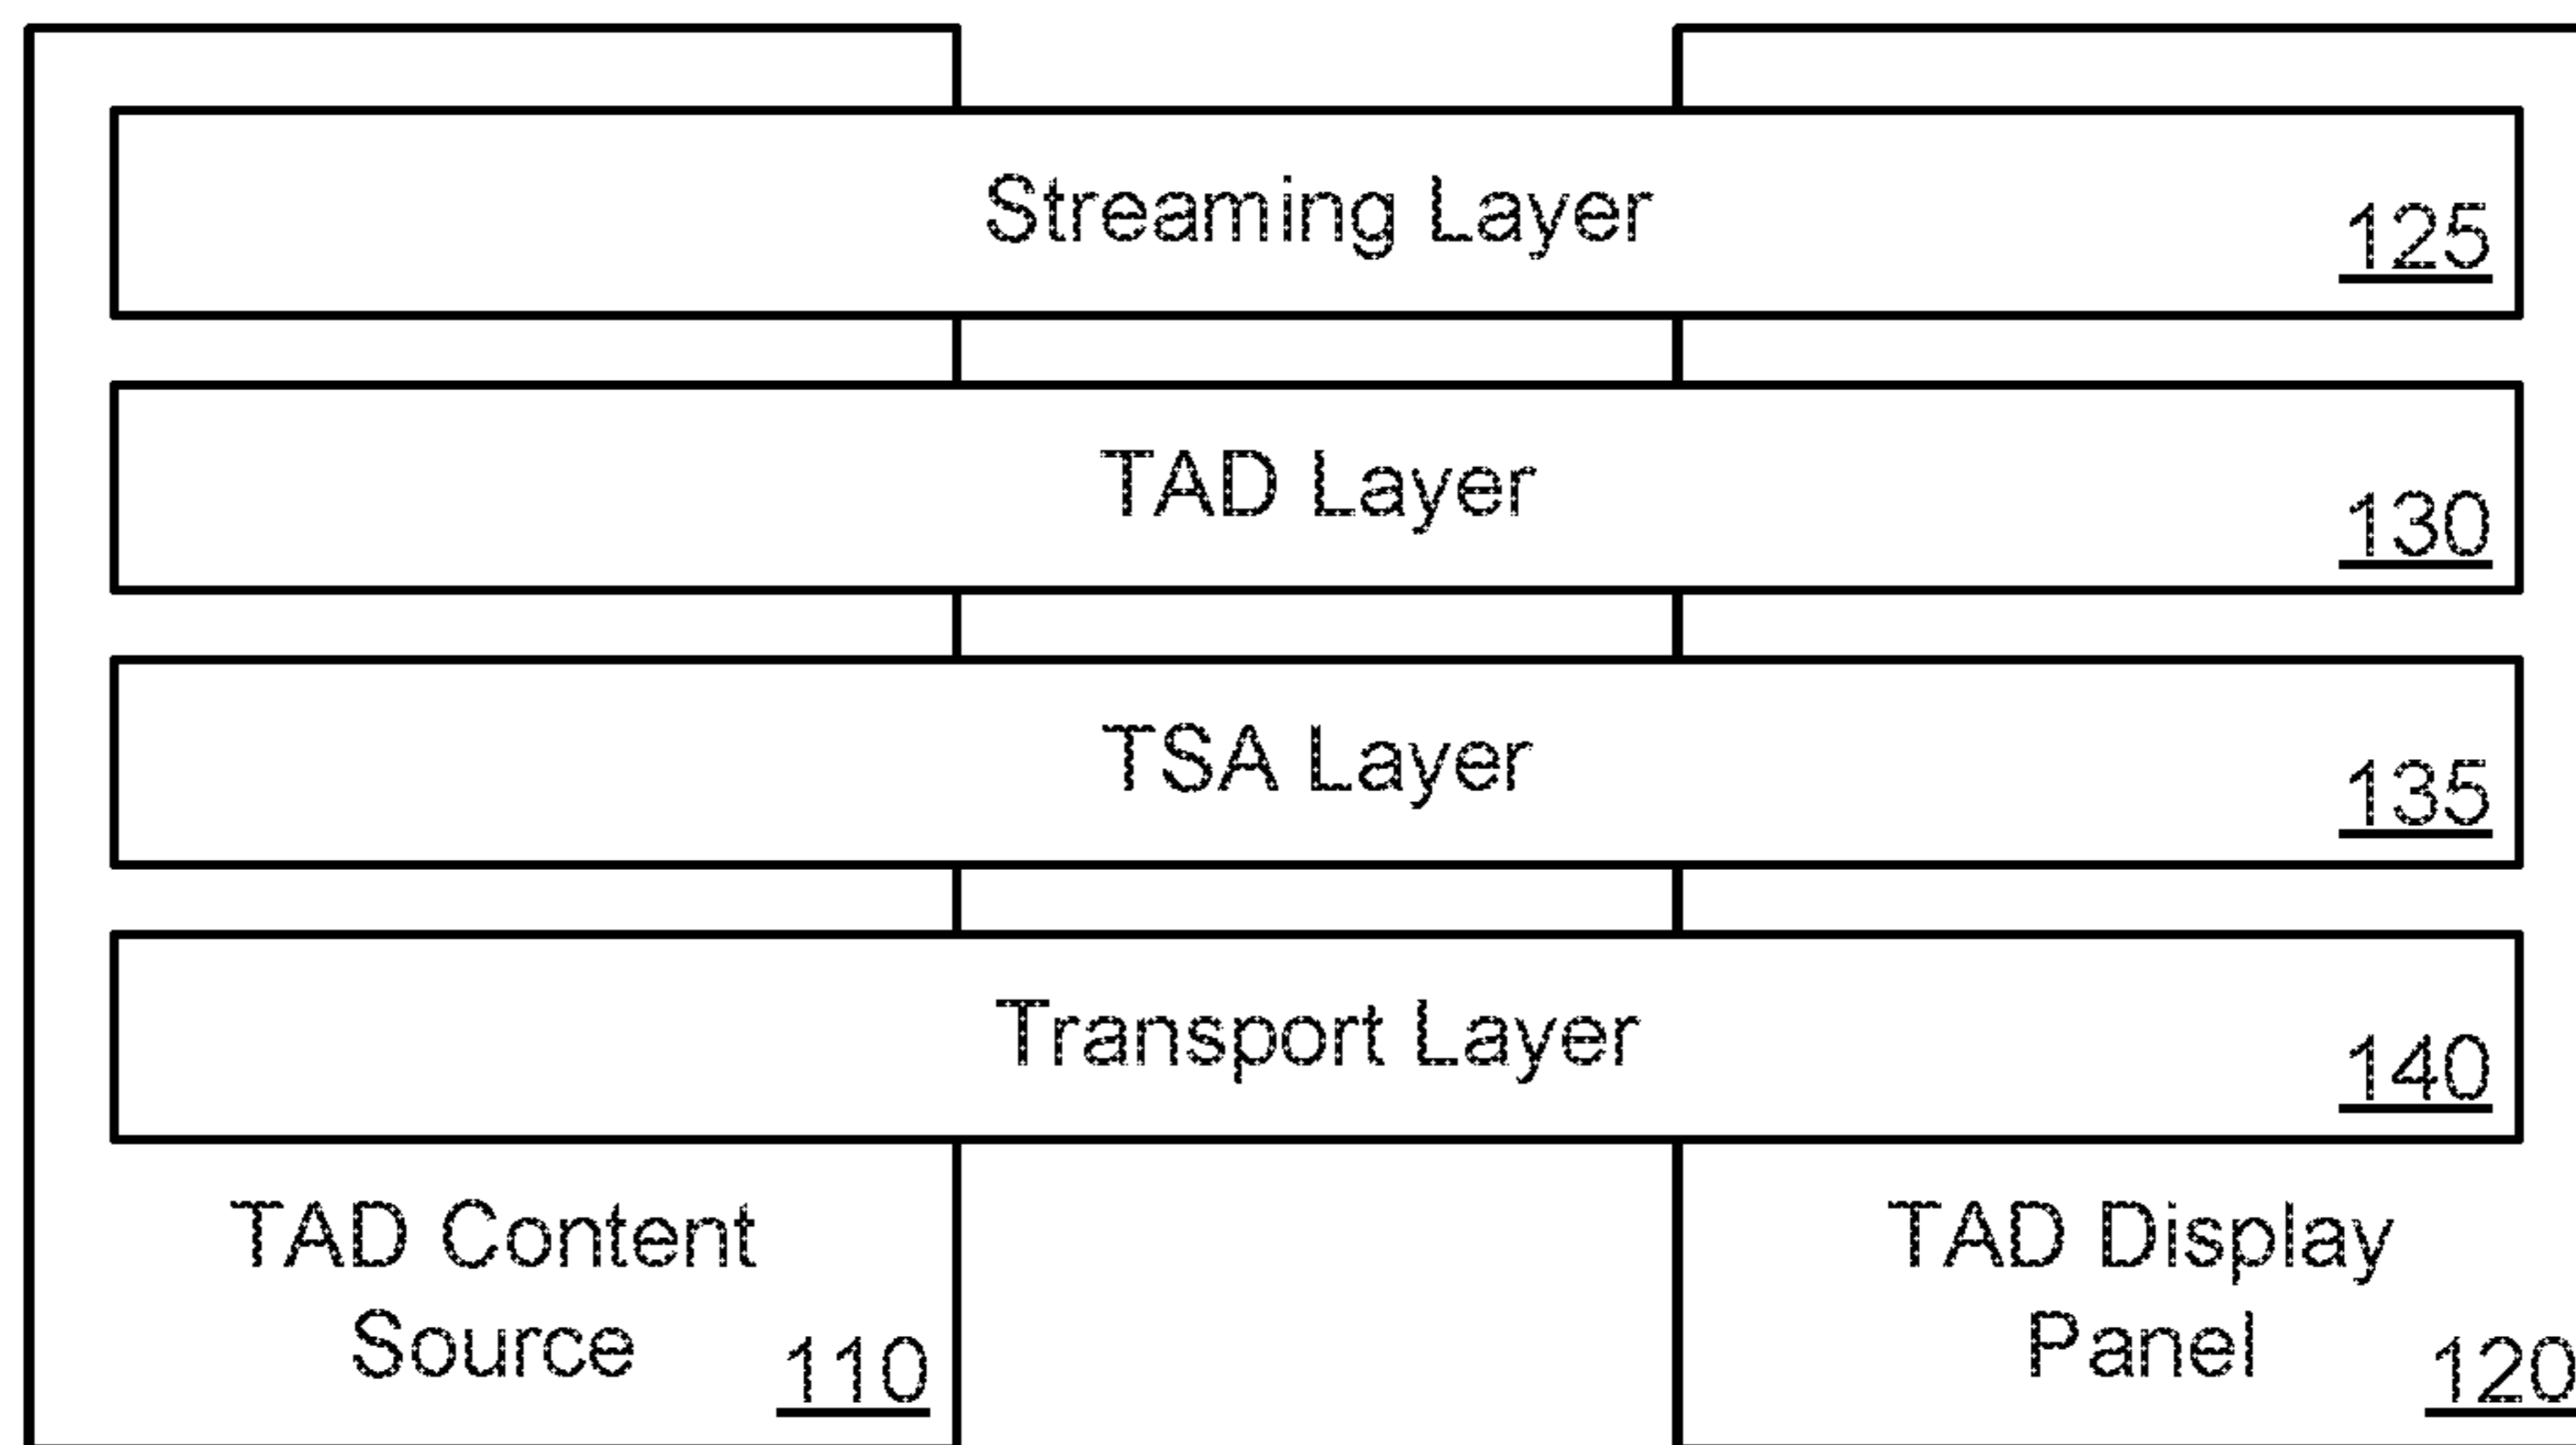 Streaming Layer
125
TAD Layer
130
TSA Layer
135
Transport Layer
140
TAD Content
Source
110
TAD Display
Panel
120